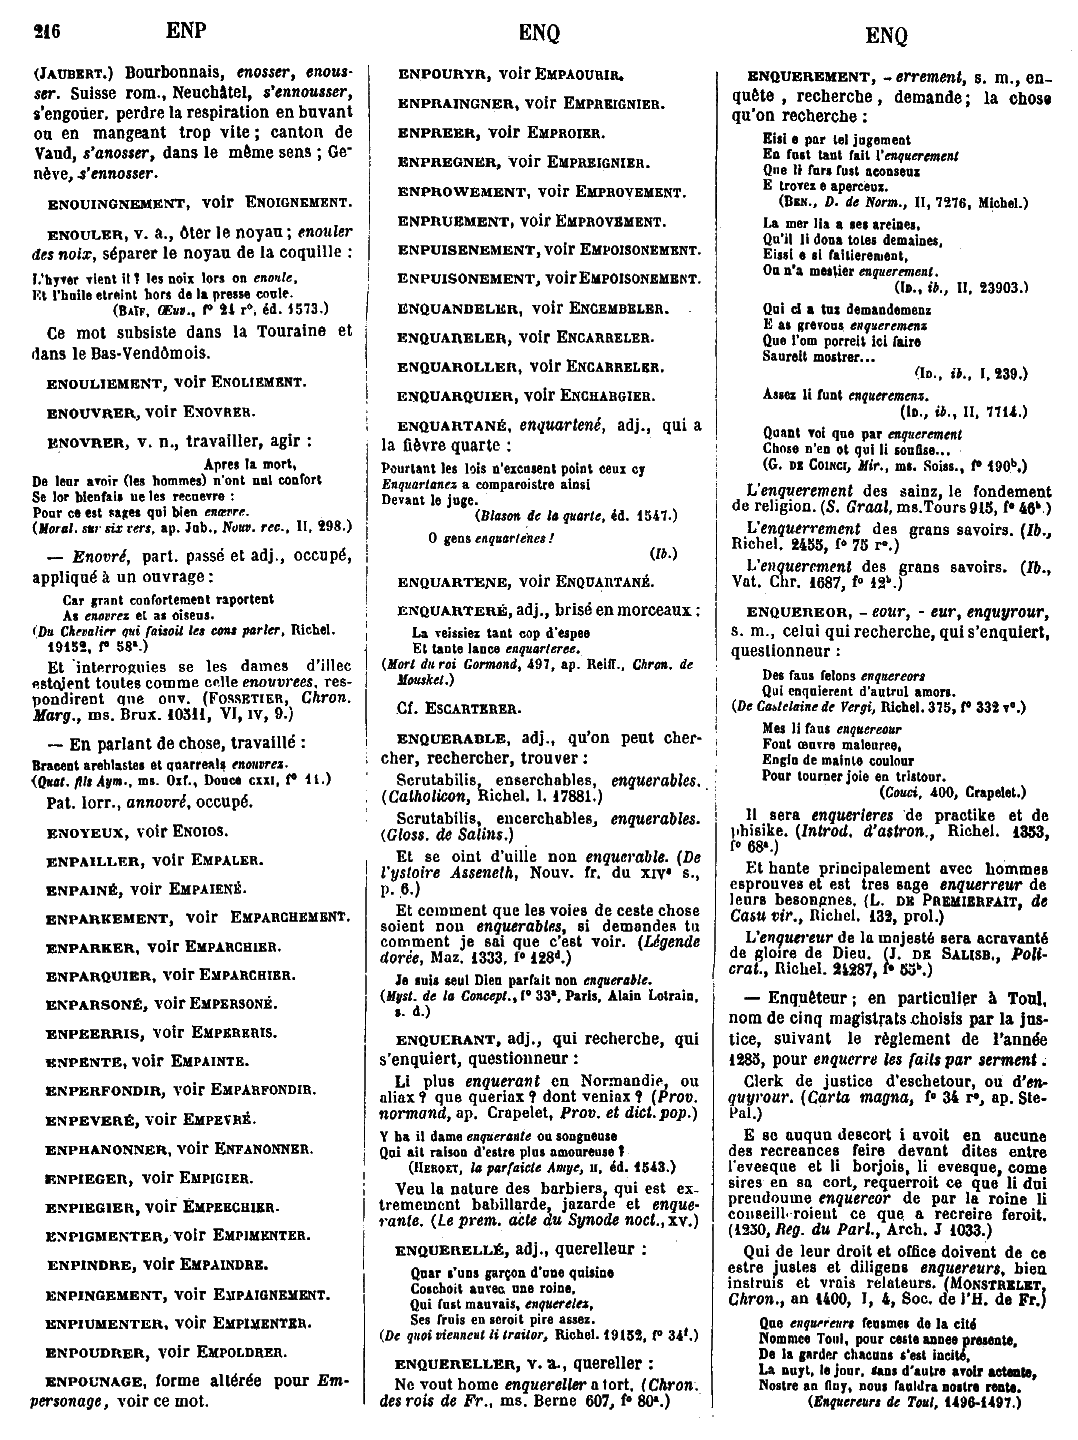 216 ENP ENQ ENQ
(JAUBERT.) Bourbonnais, enosser, enous-
ser. Suisse rom., Neuchâtel, s'ennousser,
s'engouer, perdre la respiration en buvant
ou en mangeant trop vite ; canton de
Vaud, s'anosser, dans le même sens ; Ge-
nève, s'ennosser.
ENOUINGNEMENT, voir ENOIGNEMENT.
ENOULER, v. a., ôter le noyau ; enouler
des noix, séparer le noyau de la coquille :
L'hyver vient il ? les noix lors on enoule,
Et l'huile etreint hors de la presse coule.
(BAÏF, Œuv., f° 21 r°, éd. 1573.)
Ce mot subsiste dans la Touraine et
dans le Bas-Vendômois.
ENOULIEMENT, voir ENOLIEMENT.
ENOUVRER, voir ENOVRER.
ENOVRER, v. n., travailler, agir :
Apres la mort,
De leur avoir (les hommes) n'ont nul confort
Se lor bienfais ne les recuevre :
Pour ce est sages qui bien enœvre.
(Moral. sur six vers, ap. Jub., Nouv. rec., II, 298.)
— Enovré, part. passé et adj., occupé,
appliqué à un ouvrage :
Car grant confortement raportent
As enovrez et as oiseus.
(Du Chevalier qui faisoit les cons parler, Richel.
19152, f° 58ª.)
Et interroguies se les dames d'illec
estoient toutes comme celle enouvrees, res-
pondirent que ouy. (FOSSETIER, Chron.
Marg., ms. Brux. 10511, VI, IV, 9.)
— En parlant de chose, travaillé :
Bracent areblastes et quarreals enouvrez.
(Quat. fils Aym., ms. Oxf., Douce CXXI, f° 11.)
Pat. lorr., annovré, occupé.
ENOYEUX, voir ENOIOS.
ENPAILLER, voir EMPALER.
ENPAINÉ, voir EMPAIENÉ.
ENPARKEMENT, voir EMPARCHEMENT.
ENPARKER, voir EMPARCHIER.
ENPARQUIER, voir EMPARCHIER.
ENPARSONÉ, voir EMPERSONÉ.
ENPEERRIS, voir EMPERERIS.
ENPENTE, voir EMPAINTE.
ENPERFONDIR, voir EMPARFONDIR.
ENPEVERÉ, voir EMPEVRÉ.
ENPHANONNER, voir ENFANONNER.
ENPIEGER, voir EMPIGIER.
ENPIEGIER, voir EMPEECHIER.
ENPIGMENTER, voir EMPIMENTER.
ENPINDRE, voir EMPAINDRE.
ENPINGEMENT, voir EMPAIGNEMENT.
ENPIUMENTER, voir EMPIMENTER.
ENPOUDRER, voir EMPOLDRER.
ENPOUNAGE, forme altérée pour Em-
personage, voir ce mot.
ENPOURYR, voir EMPAOURIR.
ENPRAINGNER, voir EMPREIGNIER.
ENPREER, voir EMPROIER.
ENPREGNER, voir EMPREIGNIER.
ENPROWEMENT, voir EMPROVEMENT.
ENPRUEMENT, voir EMPROVEMENT.
ENPUISENEMENT, voir EMPOISONEMENT.
ENPUISONEMENT, voir EMPOISONEMENT.
ENQUANDELER, voir ENCEMBELER.
ENQUARELER, voir ENCARRELER.
ENQUAROLLER, voir ENCARRELER.
ENQUARQUIER, voir ENCHARGIER.
ENQUARTANÉ, enquartené, adj., qui a
la fièvre quarte :
Pourtant les lois n'excusent point ceux cy
Enquartanez a comparoistre ainsi
Devant le juge.
(Blason de la quarte, éd. 1547.)
O gens enquartenes !
(Ib.)
ENQUARTENE, voir ENQUARTANÉ.
ENQUARTERÉ, adj., brisé en morceaux :
La veissiez tant cop d'espee
Et tante lance enquarteree.
(Mort du roi Gormond, 497, ap. Reiff., Chron. de
Mousket.)
Cf. ESCARTERER.
ENQUERABLE, adj., qu'on peut cher-
cher, rechercher, trouver :
Scrutabilis, enserchables, enquerables.
(Catholicon, Richel. l. 17881.)
Scrutabilis, encerchables, enquerables.
(Gloss. de Salins.)
Et se oint d'uille non enquerable. (De
l'ystoire Asseneth, Nouv. fr. du XIVᵉ s.,
p. 6.)
Et comment que les voies de ceste chose
soient non enquerables, si demandes tu
comment je sai que c'est voir. (Légende
dorée, Maz. 1333, f° 128ᵈ.)
Je suis seul Dieu parfait non enquerable.
(Myst. de la Concept., f° 33ª, Paris, Alain Lotrain,
s. d.)
ENQUERANT, adj., qui recherche, qui
s'enquiert, questionneur :
Li plus enquerant en Normandie, ou
aliax ? que queriax ? dont veniax ? (Prov.
normand, ap. Crapelet, Prov. et dict. pop.)
Y ha il dame enquerante ou songneuse
Qui ait raison d'estre plus amoureuse ?
(HEROET, la parfaicte Amye, II, éd. 1543.)
Veu la nature des barbiers, qui est ex-
tremement babillarde, jazarde et enque-
rante. (Le prem. acte du Synode noct., XV.)
ENQUERELLÉ, adj., querelleur :
Quar s'uns garçon d'une quisine
Coschoit avvec une roine,
Qui fust mauvais, enquerelez,
Ses fruis en seroit pire assez.
(De quoi viennent li traitor, Richel. 19152, f° 34ᶠ.)
ENQUERELLER, v. a., quereller :
Ne vout home enquereller a tort. (Chron.
des rois de Fr., ms. Berne 607, f° 80ª.)
ENQUEREMENT, - errement, s. m., en-
quête , recherche , demande ; la chose
qu'on recherche :
Eisi e par tel jugement
En fust tant fait l'enquerement
Que li furs fust aconseuz
E trovez e aperceuz.
(BEN., D. de Norm., II, 7276, Michel.)
La mer lia a ses areines,
Qu'il li dona totes demaines,
Eissi e si faitierement,
Ou n'a mestier enquerement.
(ID., ib., II, 23903.)
Qui ci a tuz demandemenz
E as grevous enqueremenz
Que l'om porreit ici faire
Saureit mostrer...
(ID., ib., I, 239.)
Assez li funt enqueremenz.
(ID., ib., II, 7714.)
Quant voi que par enquerement
Chose n'en ot qui li soufise...
(G. DE COINCI, Mir., ms. Soiss., f° 190ᵇ.)
L'enquerement des sainz, le fondement
de religion. (S. Graal, ms. Tours 915, f° 46ª.)
L'enquerrement des grans savoirs. (Ib.,
Richel. 2455, f° 75 r°.)
L'enquerement des grans savoirs. (Ib.,
Vat. Chr. 1687, f° 12ᵇ.)
ENQUEREOR, - eour, - eur, enquyrour,
s. m., celui qui recherche, qui s'enquiert,
questionneur :
Des faus felons enquereors
Qui enquierent d'autrui amors.
(De Castelaine de Vergi, Richel. 375, f° 332 v°.)
Mes li faus enquereour
Font œuvre maleuree,
Engin de mainte coulour
Pour tourner joie en tristour.
(Couci, 400, Crapelet.)
Il sera enquerieres de practike et de
phisike. (Introd. d'astron., Richel. 1353,
f° 68ª.)
Et hante principalement avec hommes
esprouves et est tres sage enquerreur de
leurs besongnes. (L. DE PREMIERFAIT, de
Casu vir., Richel. 132, prol.)
L'enquereur de la majesté sera acravanté
de gloire de Dieu. (J. DE SALISB., Poli-
crat., Richel. 24287, f° 55ᵇ.)
— Enquêteur ; en particulier à Toul,
nom de cinq magistrats choisis par la jus-
tice, suivant le règlement de l'année
1285, pour enquerre les faits par serment :
Clerk de justice d'eschetour, ou d'en-
quyrour. (Carta magna, f° 34 r°, ap. Ste-
Pal.)
E se auqun descort i avoit en aucune
des recreances feire devant dites entre
l'evesque et li borjois, li evesque, come
sires en sa cort, requerroit ce que li dui
preudoume enquereor de par la roine li
conseilleroient ce que a recreire feroit.
(1230, Reg. du Parl., Arch. J 1033.)
Qui de leur droit et office doivent de ce
estre justes et diligens enquereurs, bien
instruis et vrais relateurs. (MONSTRELET,
Chron., an 1400, I, 4, Soc. de l'H. de Fr.)
Que enquereurs feusmes de la cité
Nommee Toul, pour ceste annee presente,
De la garder chacuns s'est incité,
La nuyt, le jour, sans d'autre avoir actente,
Nostre an finy, nous fauldra nostre rente.
(Enquereurs de Toul, 1496-1497.)